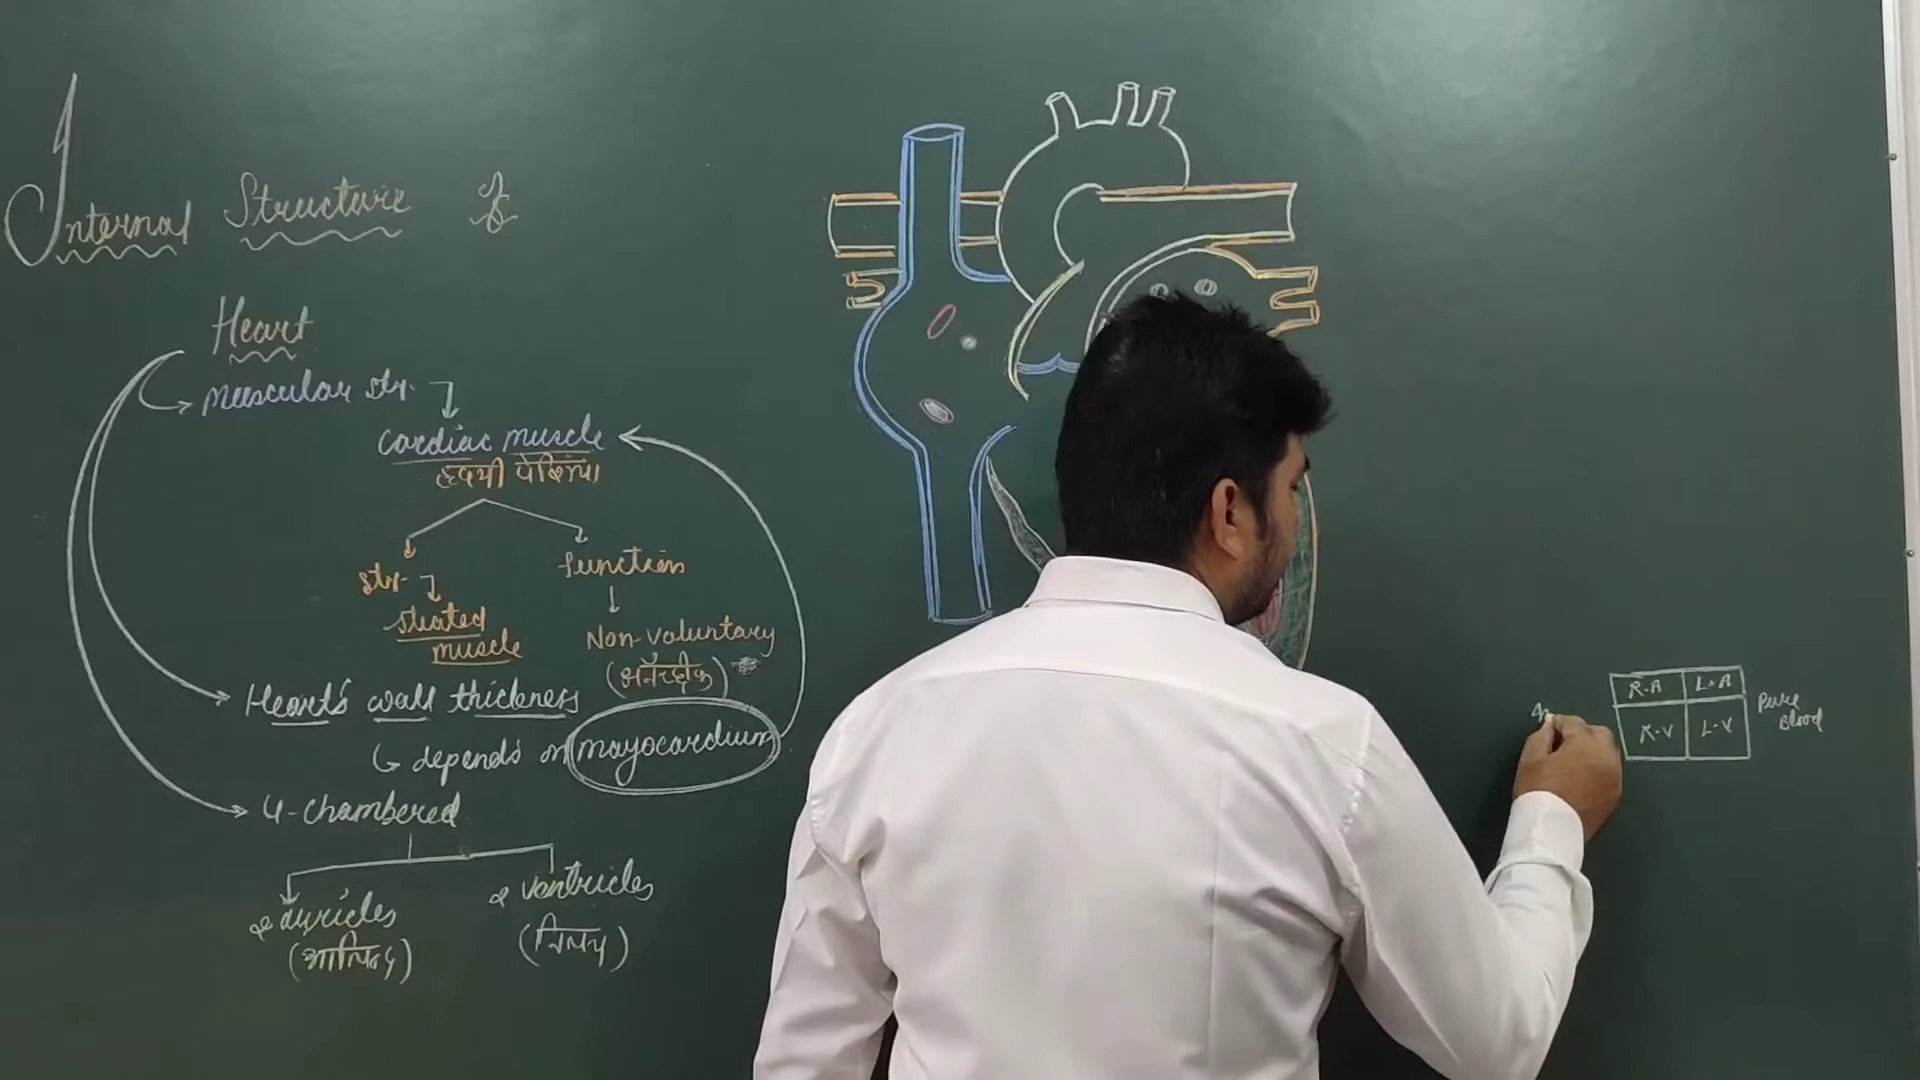 Internal Structure of
Heart
muscular str.
cardiac muscle
हृदयी पेशियां
str.
function
striated
muscle
Non-voluntary
(अनैच्छिक)
Heart's wall thickness
depends on mayocardium
4-chambered
2 auricles
2 ventricles
(आलिन्द)
(निलय)
R.A L.A
R.V L.V
Pure
Blood